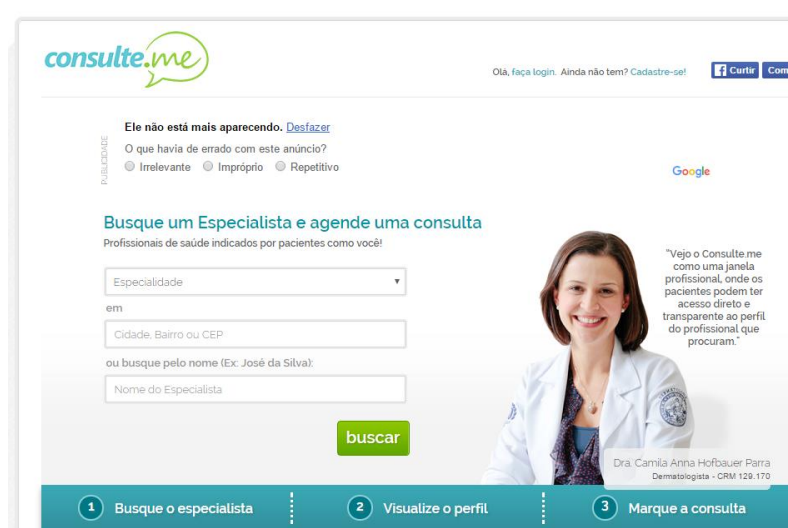 consulte.me
Olá, faça login. Ainda não tem? Cadastre-se!
Curtir
Com
PUBLICIDADE
Ele não está mais aparecendo. Desfazer
O que havia de errado com este anúncio?
Irrelevante Impróprio Repetitivo
Google
Busque um Especialista e agende uma consulta
Profissionais de saúde indicados por pacientes como você!
Especialidade
em
Cidade, Bairro ou CEP
ou busque pelo nome (Ex: José da Silva):
Nome do Especialista
buscar
"Vejo o Consulte.me
como uma janela
profissional, onde os
pacientes podem ter
acesso direto e
transparente ao perfil
do profissional que
procuram."
Dra. Camila Anna Hofbauer Parra
Dermatologista - CRM 129.170
1 Busque o especialista
2 Visualize o perfil
3 Marque a consulta